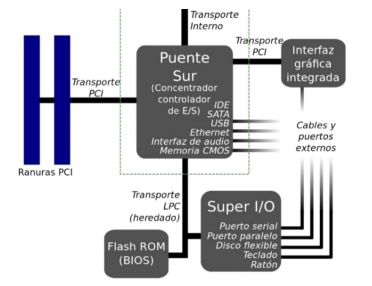 Transporte
Interno
Transporte
PCI
Interfaz
gráfica
integrada
Puente
Sur
(Concentrador
controlador
de E/S)
Transporte
PCI
IDE
SATA
USB
Ethernet
Interfaz de audio
Memoria CMOS
Cables y
puertos
externos
Ranuras PCI
Transporte
LPC
(heredado)
Super I/O
Puerto serial
Puerto paralelo
Disco flexible
Teclado
Ratón
Flash ROM
(BIOS)